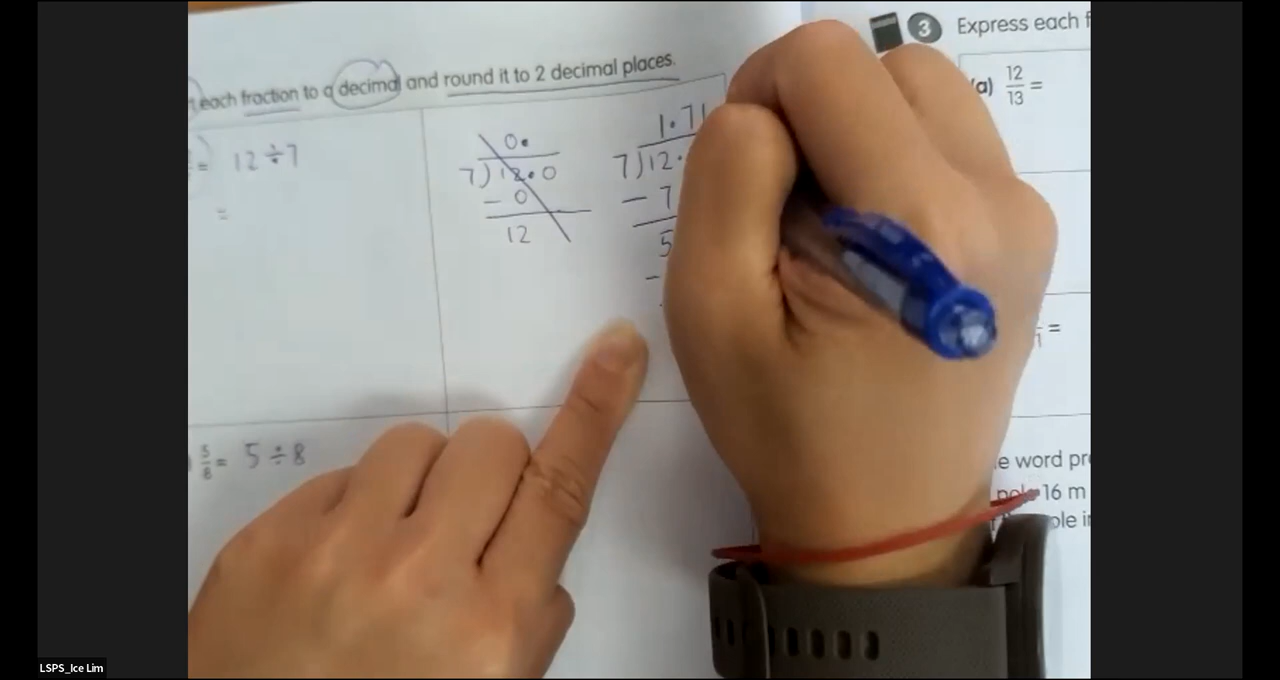 each fraction to a decimal and round it to 2 decimal places.
= 12 ÷ 7
=
0.
7)12.0
- 0
12
1.71
7)12.
- 7
5
-
5/8 = 5 ÷ 8
3 Express each
(a) 12/13 =
=
word
pole 16 m
LSPS_Ice Lim